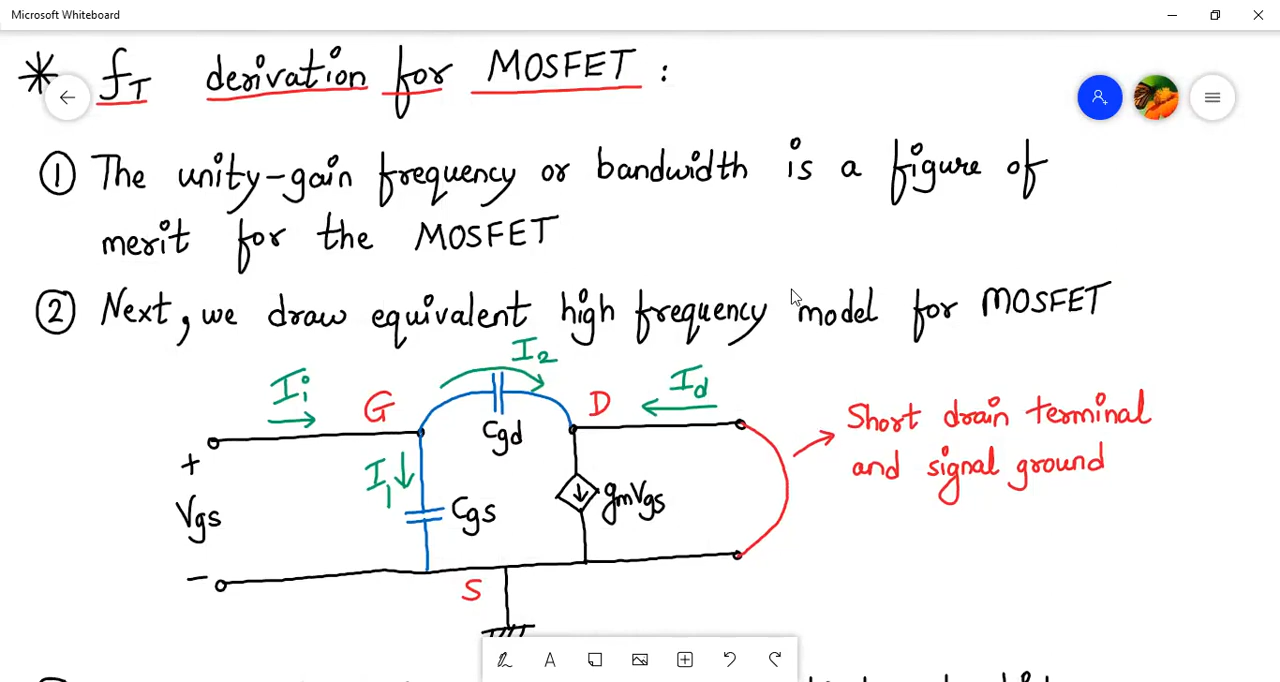 Microsoft Whiteboard
* fT derivation for MOSFET :
① The unity-gain frequency or bandwidth is a figure of
merit for the MOSFET
② Next, we draw equivalent high frequency model for MOSFET
I2
Ii
Id
G
D
Cgd
Short drain terminal
and signal ground
+
I1
Vgs
Cgs
gmVgs
−
S
A